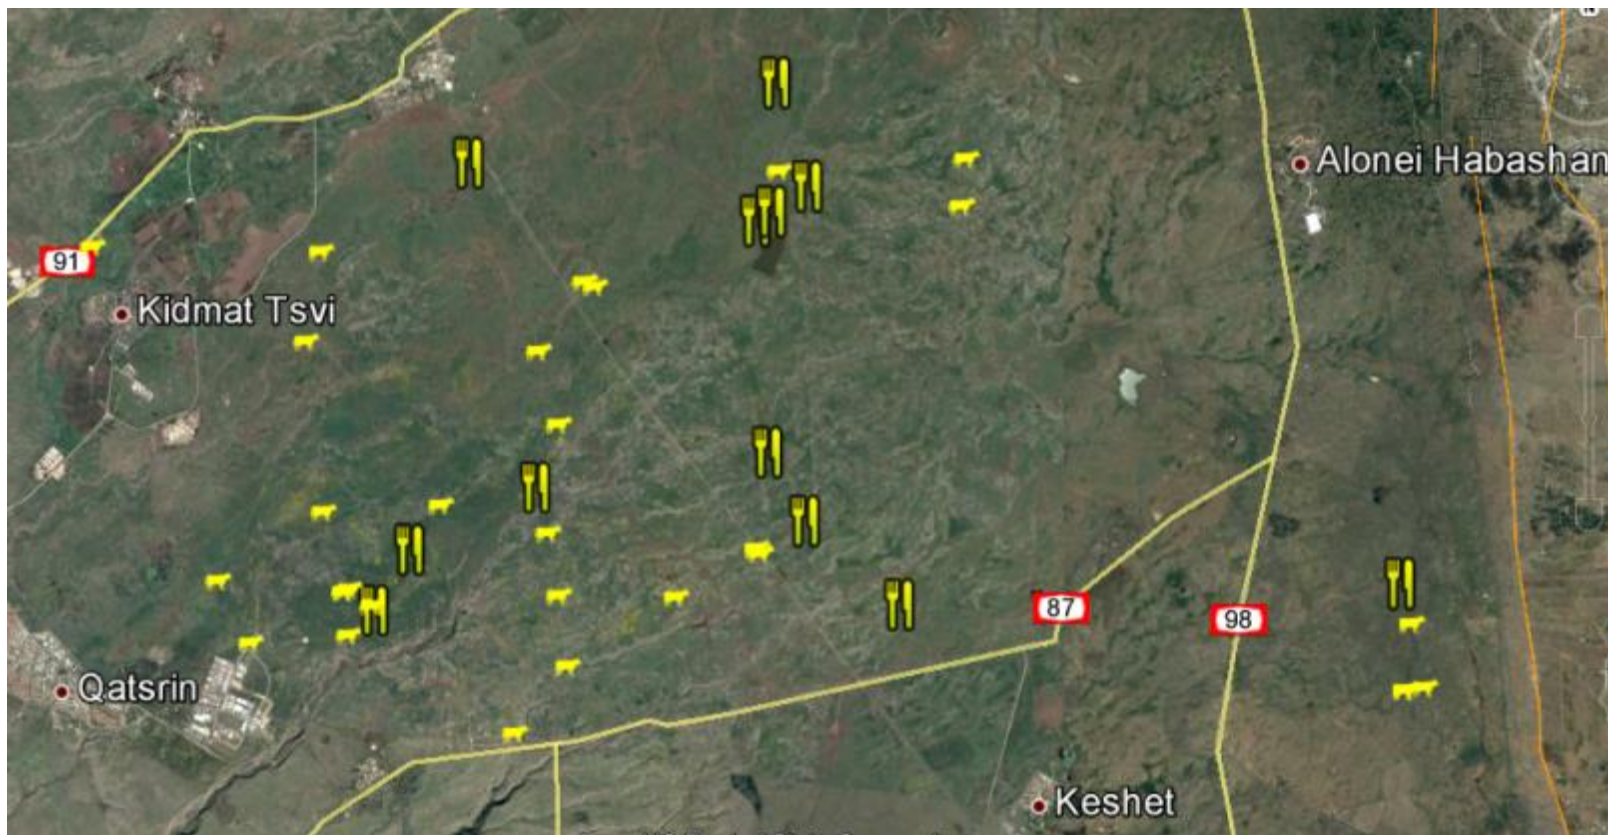 Alonei Habashan
91
Kidmat Tsvi
87
98
Qatsrin
Keshet